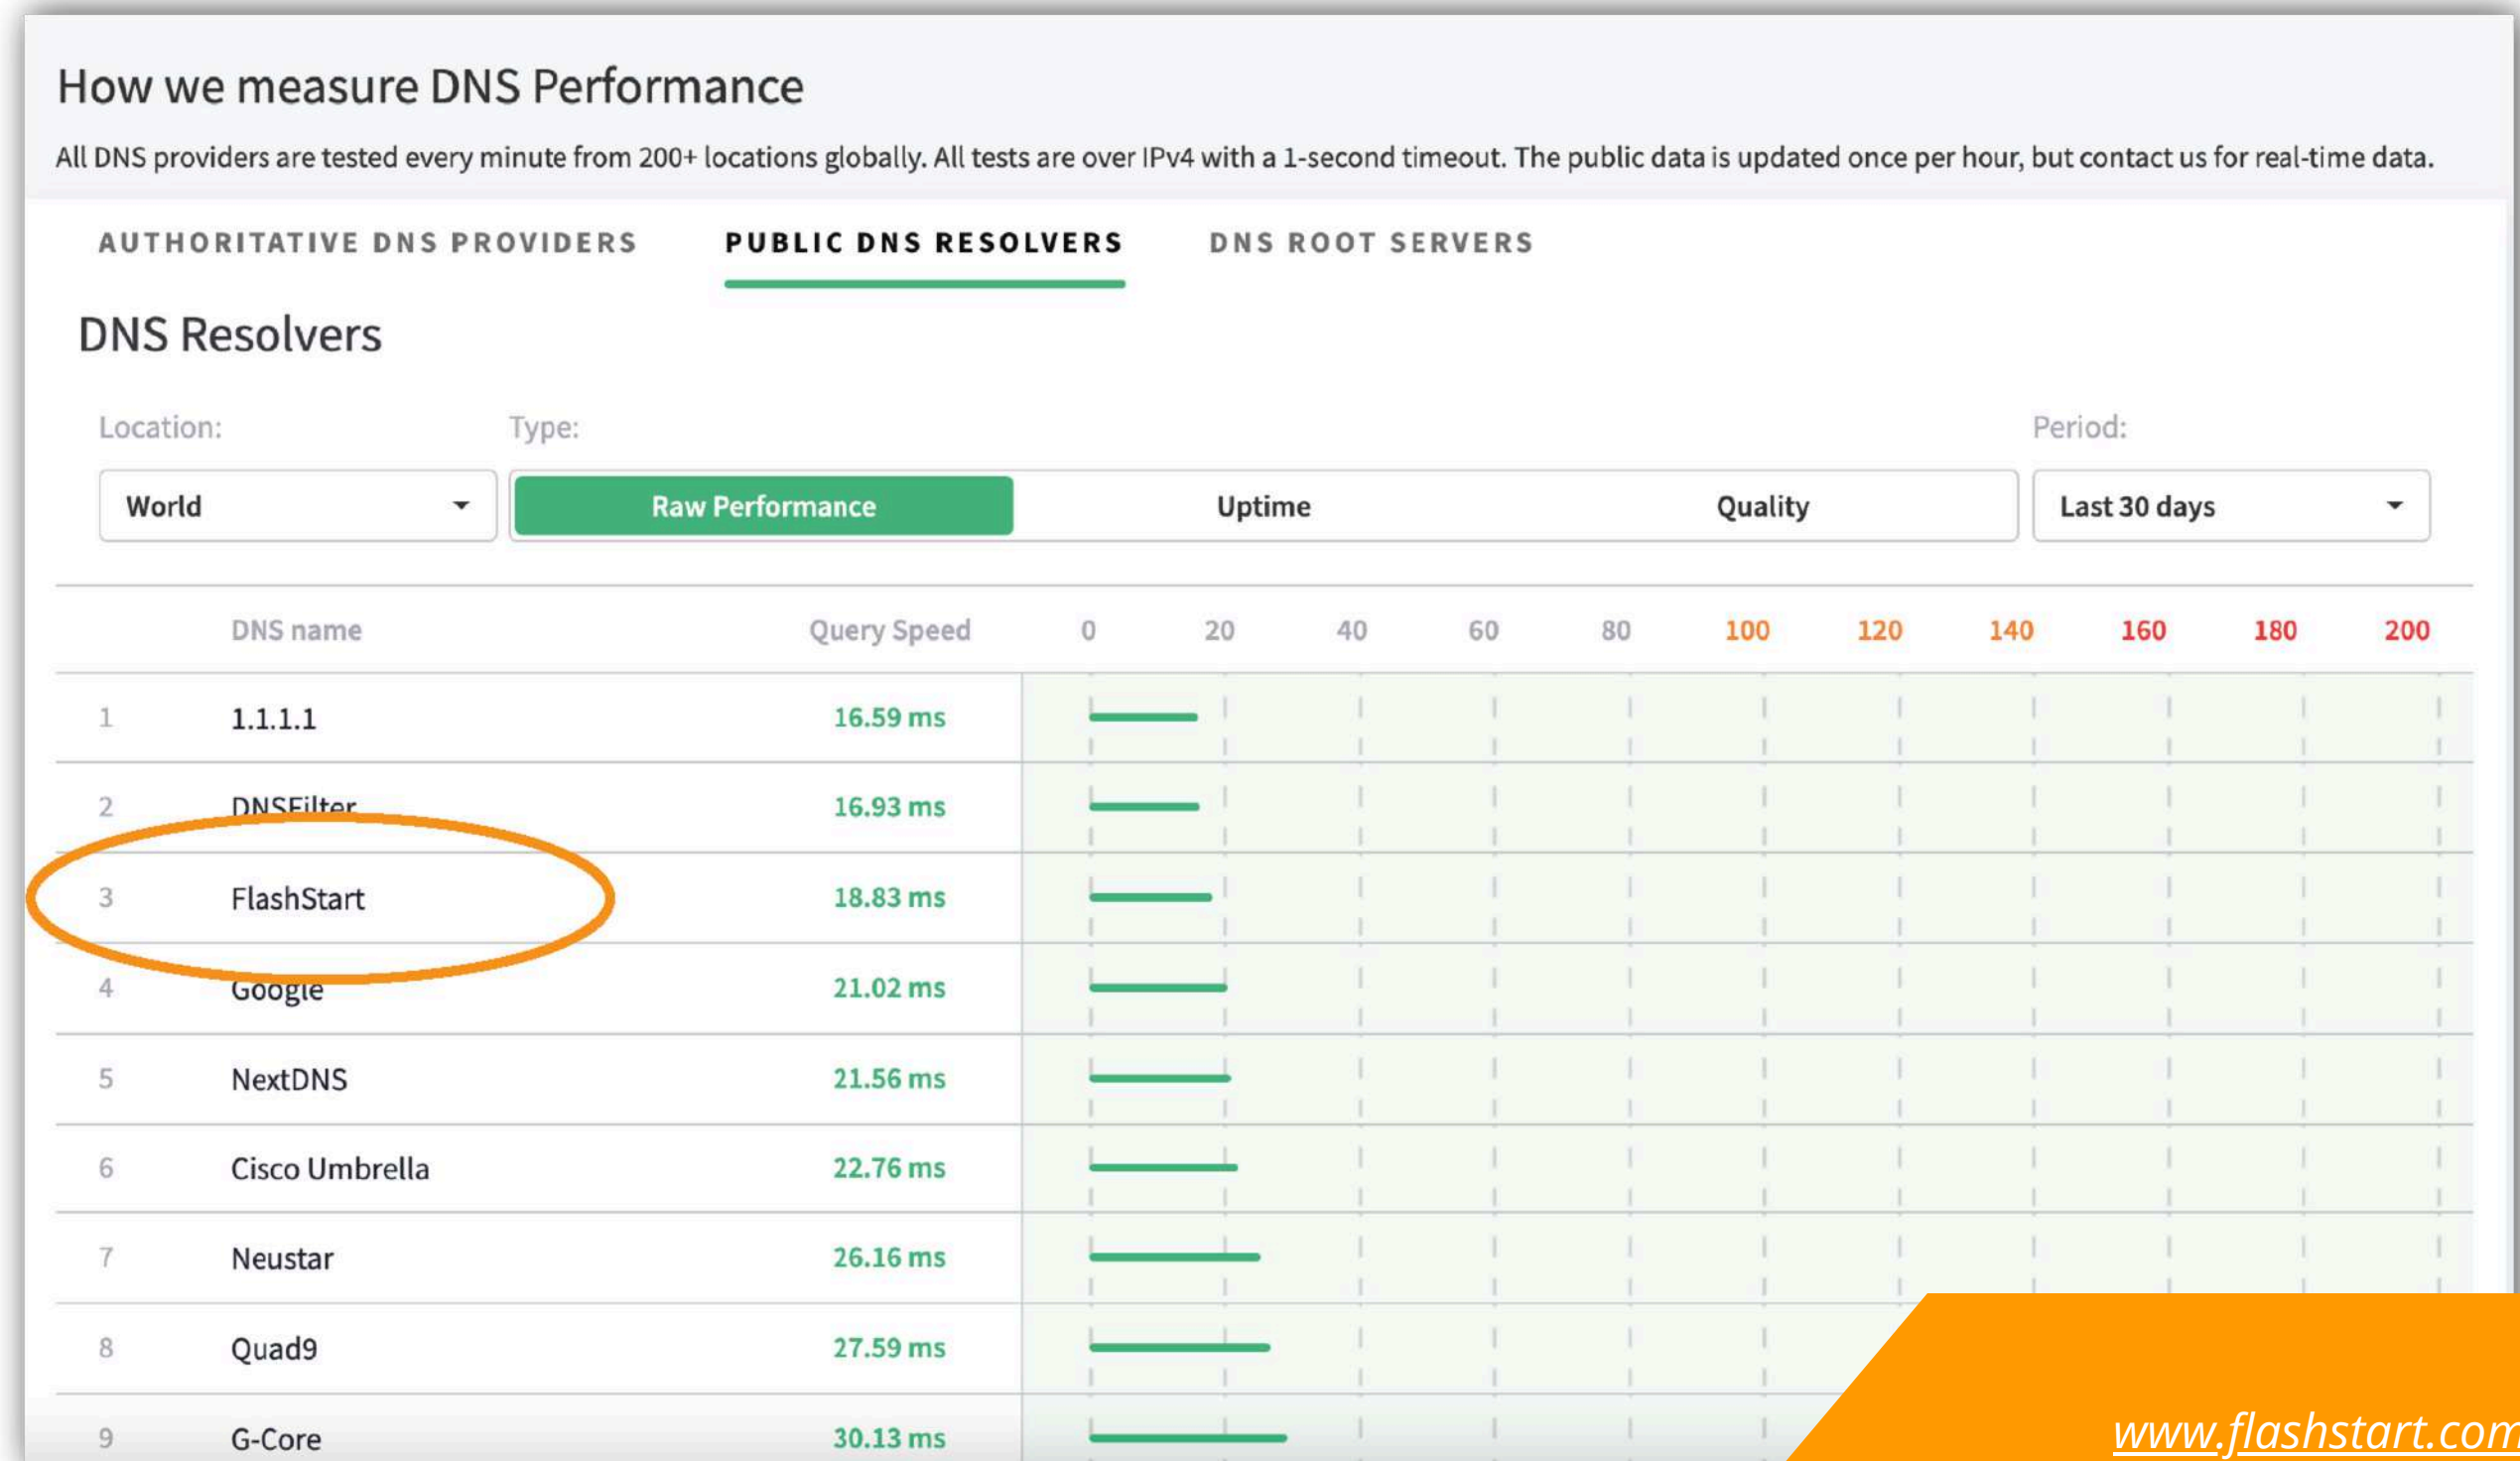 How we measure DNS Performance
All DNS providers are tested every minute from 200+ locations globally. All tests are over IPv4 with a 1-second timeout. The public data is updated once per hour, but contact us for real-time data.
AUTHORITATIVE DNS PROVIDERS PUBLIC DNS RESOLVERS DNS ROOT SERVERS
DNS Resolvers
Location: Type: Period:
World Raw Performance Uptime Quality Last 30 days
DNS name Query Speed 0 20 40 60 80 100 120 140 160 180 200
1 1.1.1.1 16.59 ms
2 DNSFilter 16.93 ms
3 FlashStart 18.83 ms
4 Google 21.02 ms
5 NextDNS 21.56 ms
6 Cisco Umbrella 22.76 ms
7 Neustar 26.16 ms
8 Quad9 27.59 ms
9 G-Core 30.13 ms
www.flashstart.com